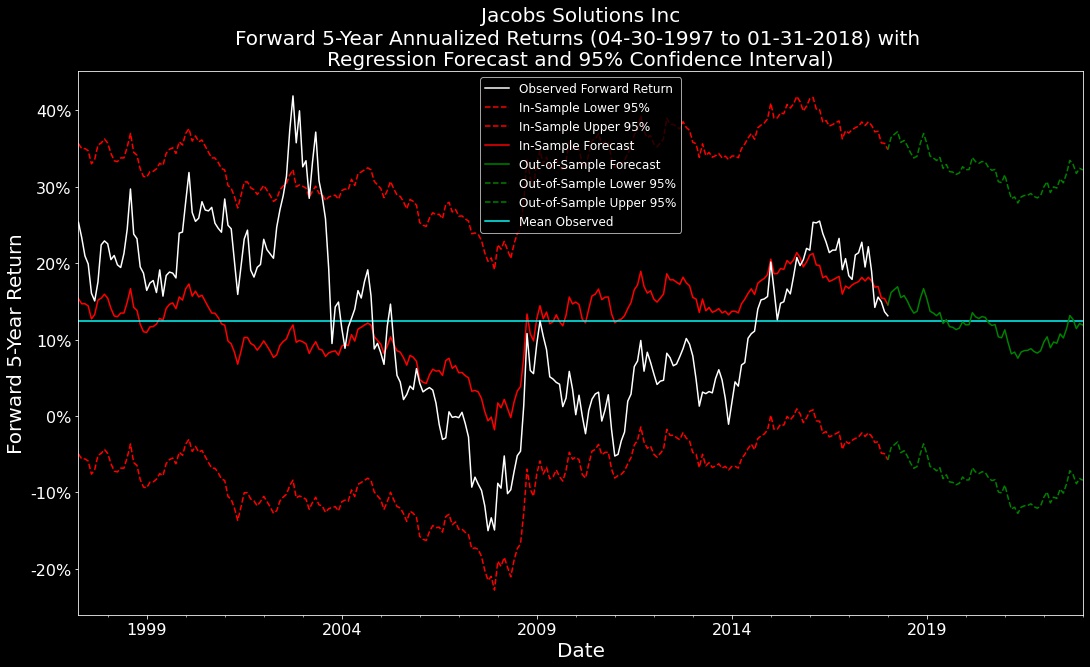 Jacobs Solutions Inc
Forward 5-Year Annualized Returns (04-30-1997 to 01-31-2018) with
Regression Forecast and 95% Confidence Interval)
Observed Forward Return
In-Sample Lower 95%
In-Sample Upper 95%
In-Sample Forecast
Out-of-Sample Forecast
Out-of-Sample Lower 95%
Out-of-Sample Upper 95%
Mean Observed
40%
30%
20%
10%
0%
-10%
-20%
Forward 5-Year Return
1999
2004
2009
2014
2019
Date